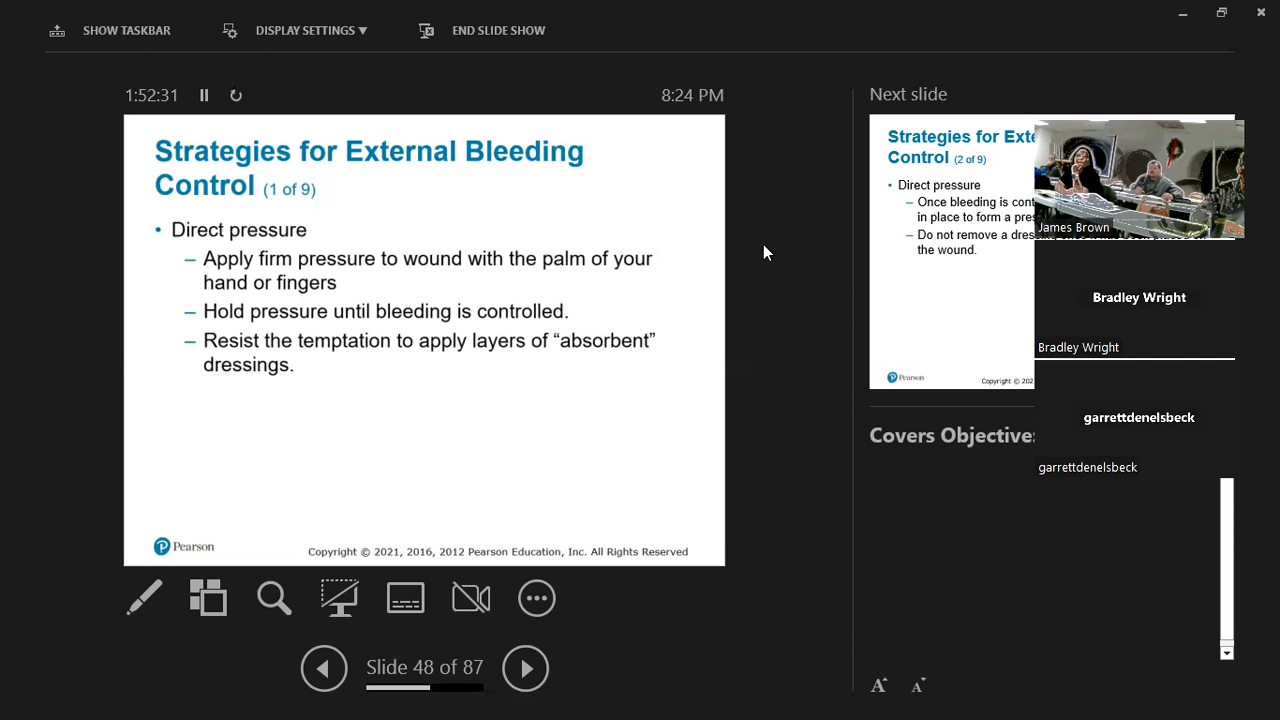 SHOW TASKBAR
DISPLAY SETTINGS ▼
END SLIDE SHOW
1:52:31
8:24 PM
Strategies for External Bleeding
Control (1 of 9)
• Direct pressure
– Apply firm pressure to wound with the palm of your
hand or fingers
– Hold pressure until bleeding is controlled.
– Resist the temptation to apply layers of “absorbent”
dressings.
Pearson
Copyright © 2021, 2016, 2012 Pearson Education, Inc. All Rights Reserved
Slide 48 of 87
Next slide
Strategies for Exte
Control (2 of 9)
• Direct pressure
– Once bleeding is cont
in place to form a pres
– Do not remove a dress
the wound.
Pearson
Copyright © 202
James Brown
Bradley Wright
Bradley Wright
garrettdenelsbeck
garrettdenelsbeck
Covers Objective
A A